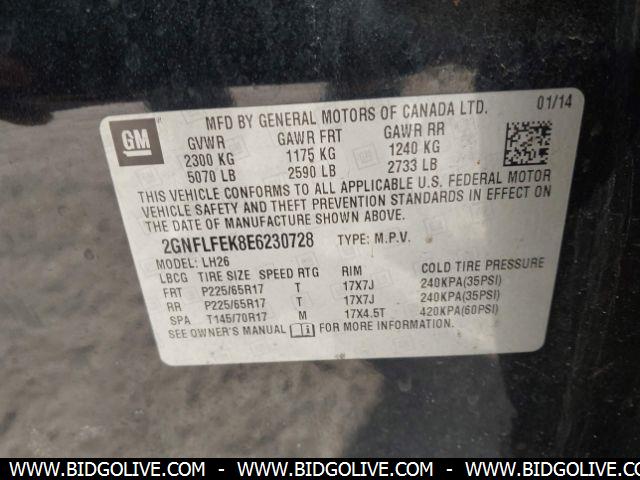 MFD BY GENERAL MOTORS OF CANADA LTD. 01/14
GM
GVWR GAWR FRT GAWR RR
2300 KG 1175 KG 1240 KG
5070 LB 2590 LB 2733 LB
THIS VEHICLE CONFORMS TO ALL APPLICABLE U.S. FEDERAL MOTOR
VEHICLE SAFETY AND THEFT PREVENTION STANDARDS IN EFFECT ON
THE DATE OF MANUFACTURE SHOWN ABOVE.
2GNFLFEK8E6230728 TYPE: M.P.V.
MODEL: LH26
LBCG TIRE SIZE SPEED RTG RIM COLD TIRE PRESSURE
FRT P225/65R17 T 17X7J 240KPA(35PSI)
RR P225/65R17 T 17X7J 240KPA(35PSI)
SPA T145/70R17 M 17X4.5T 420KPA(60PSI)
SEE OWNER'S MANUAL FOR MORE INFORMATION.
WWW.BIDGOLIVE.COM - WWW.BIDGOLIVE.COM - WWW.BIDGOLIVE.COM